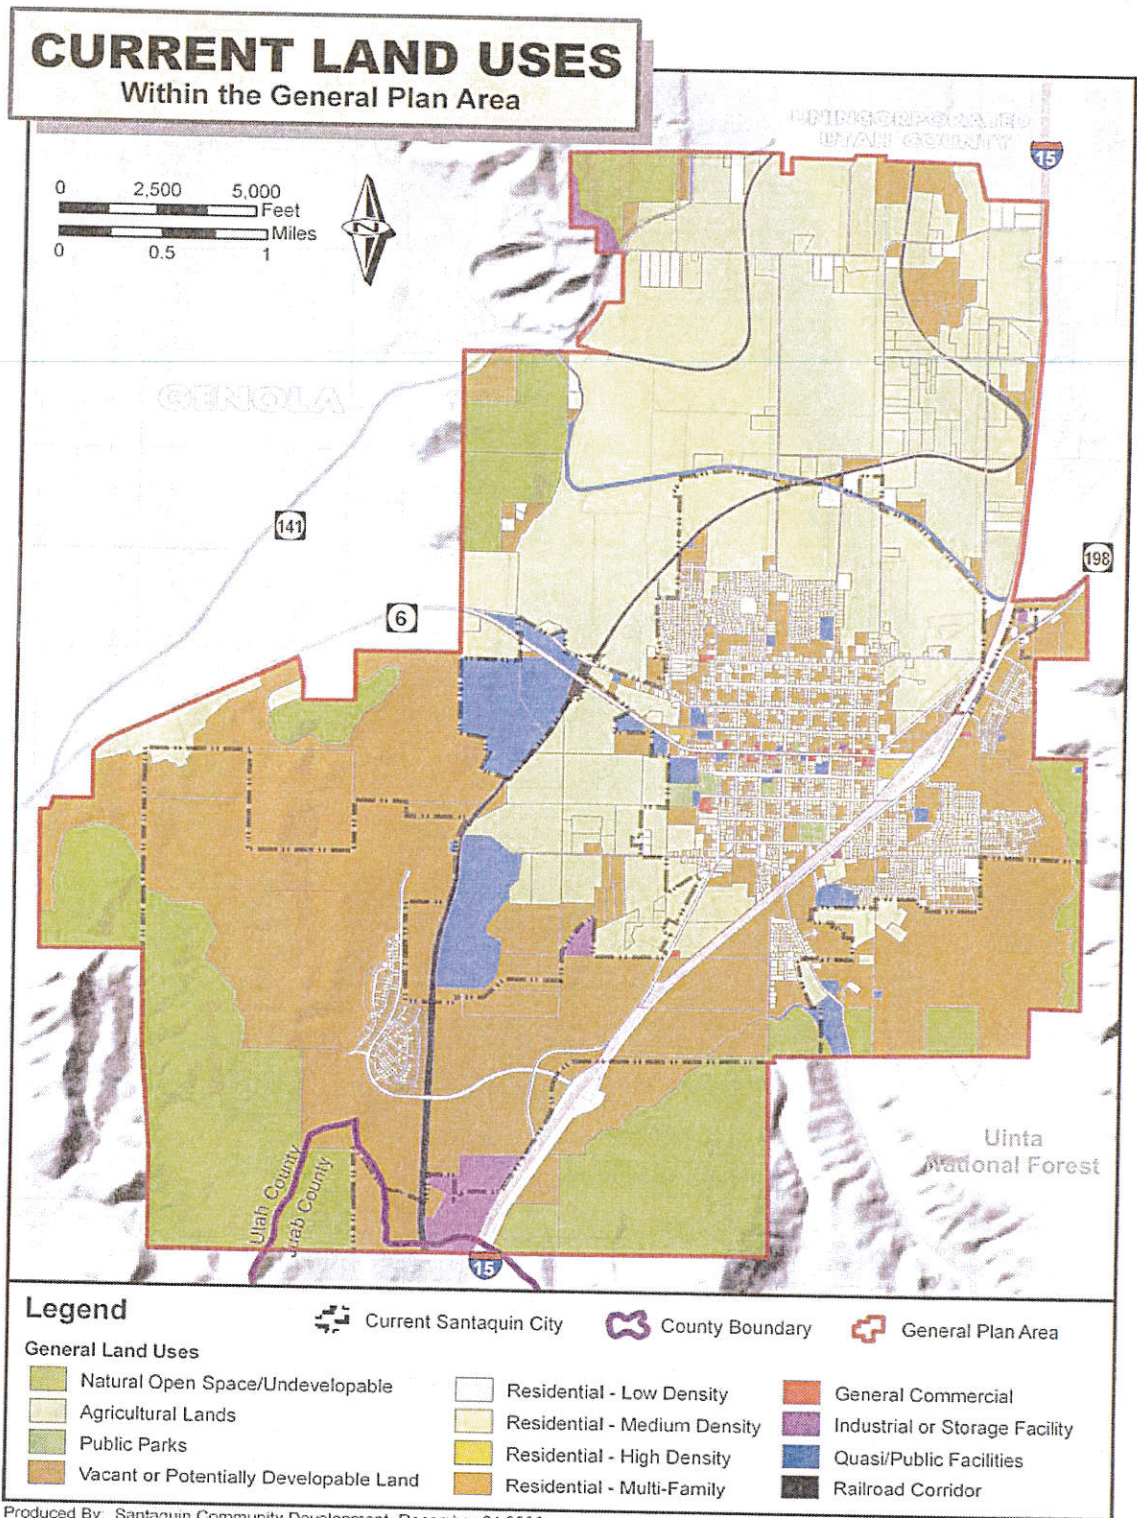 CURRENT LAND USES
Within the General Plan Area
UNINCORPORATED
UTAH COUNTY
15
0 2,500 5,000
Feet
Miles
0 0.5 1
N
GENOLA
141
198
6
Uinta
National Forest
Utah County
Juab County
15
Legend
Current Santaquin City
County Boundary
General Plan Area
General Land Uses
Natural Open Space/Undevelopable
Agricultural Lands
Public Parks
Vacant or Potentially Developable Land
Residential - Low Density
Residential - Medium Density
Residential - High Density
Residential - Multi-Family
General Commercial
Industrial or Storage Facility
Quasi/Public Facilities
Railroad Corridor
Produced By: Santaquin Community Development,